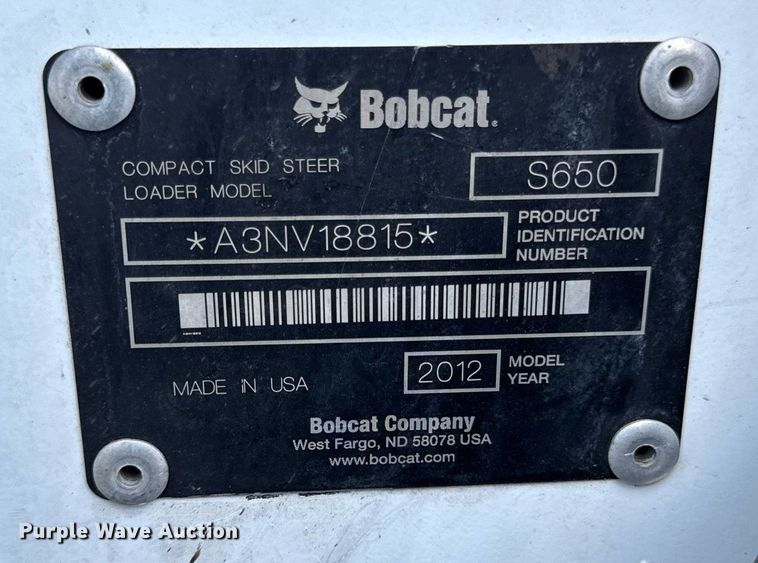 Bobcat.
COMPACT SKID STEER
LOADER MODEL
S650
*A3NV18815*
PRODUCT
IDENTIFICATION
NUMBER
MADE IN USA
2012
MODEL
YEAR
Bobcat Company
West Fargo, ND 58078 USA
www.bobcat.com
Purple Wave Auction